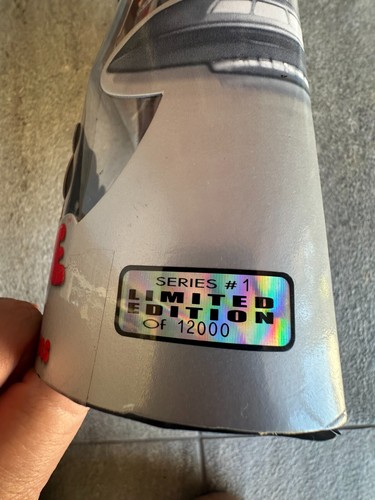 SERIES #1
LIMITED
EDITION
Of 12000